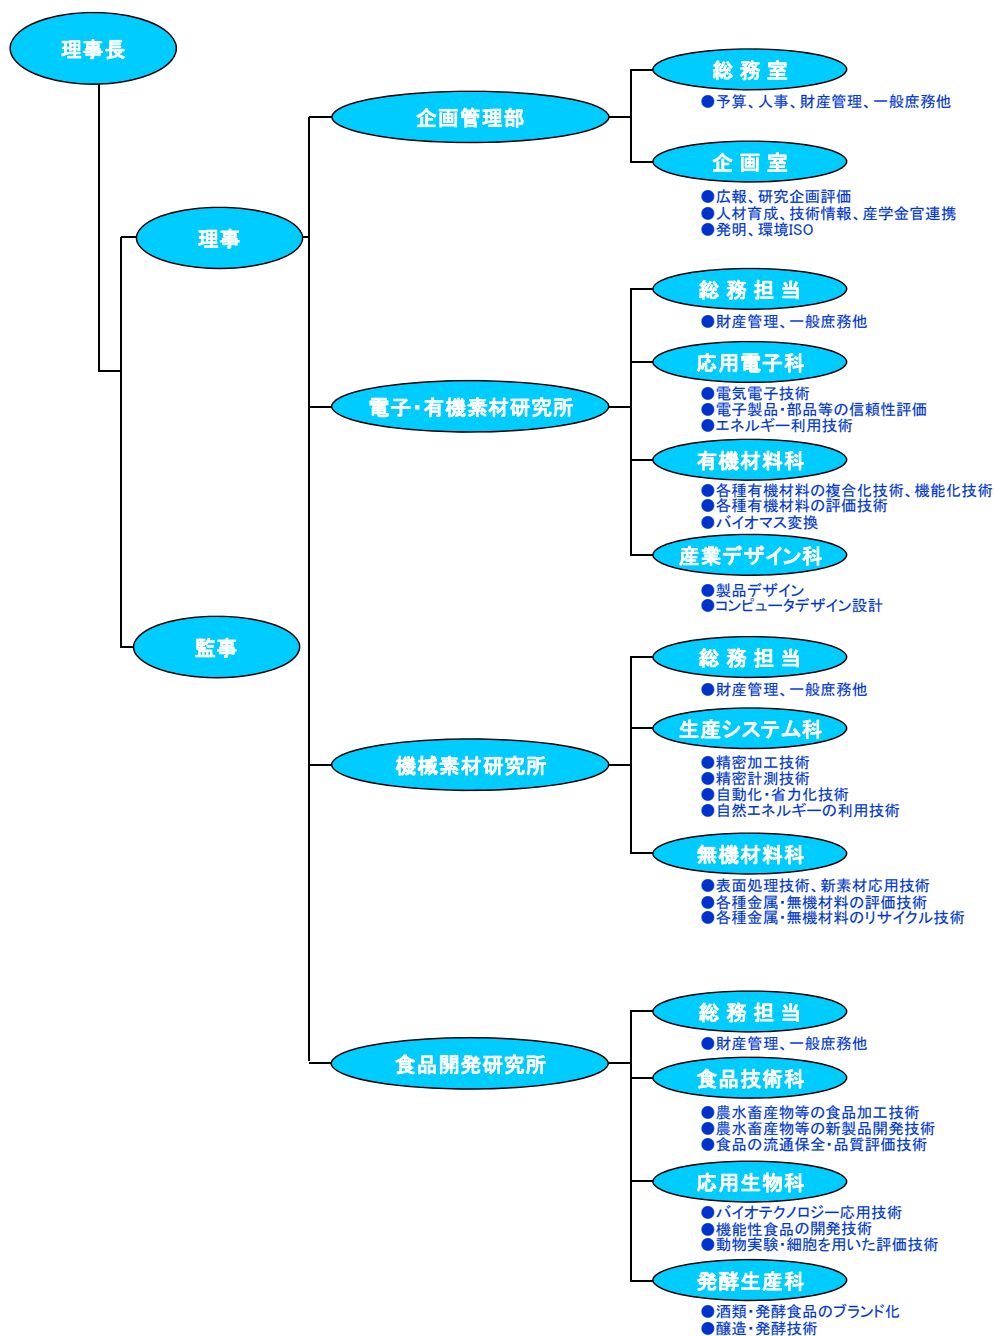 理事長
理事
監事
企画管理部
総務室
●予算、人事、財産管理、一般庶務他
企画室
●広報、研究企画評価
●人材育成、技術情報、産学金官連携
●発明、環境ISO
電子・有機素材研究所
総務担当
●財産管理、一般庶務他
応用電子科
●電気電子技術
●電子製品・部品等の信頼性評価
●エネルギー利用技術
有機材料科
●各種有機材料の複合化技術、機能化技術
●各種有機材料の評価技術
●バイオマス変換
産業デザイン科
●製品デザイン
●コンピュータデザイン設計
機械素材研究所
総務担当
●財産管理、一般庶務他
生産システム科
●精密加工技術
●精密計測技術
●自動化・省力化技術
●自然エネルギーの利用技術
無機材料科
●表面処理技術、新素材応用技術
●各種金属・無機材料の評価技術
●各種金属・無機材料のリサイクル技術
食品開発研究所
総務担当
●財産管理、一般庶務他
食品技術科
●農水畜産物等の食品加工技術
●農水畜産物等の新製品開発技術
●食品の流通保全・品質評価技術
応用生物科
●バイオテクノロジー応用技術
●機能性食品の開発技術
●動物実験・細胞を用いた評価技術
発酵生産科
●酒類・発酵食品のブランド化
●醸造・発酵技術